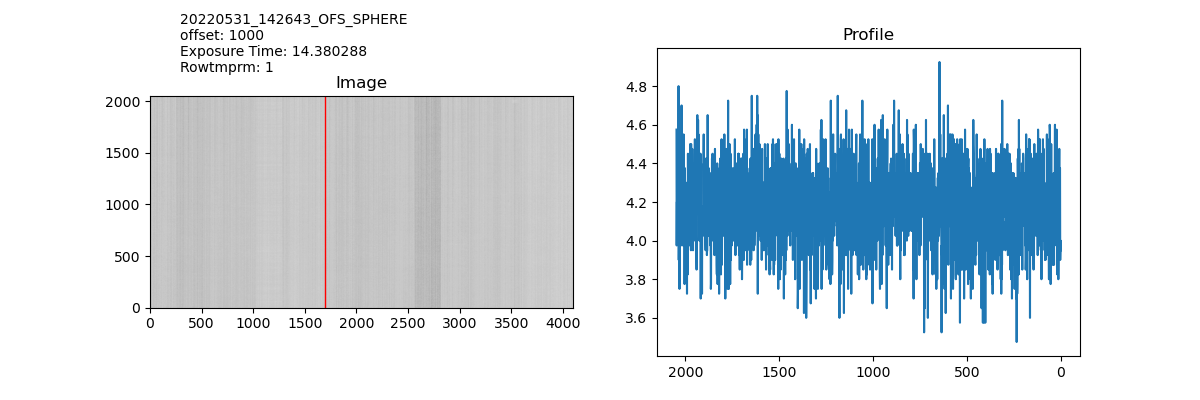 20220531_142643_OFS_SPHERE
offset: 1000
Exposure Time: 14.380288
Rowtmprm: 1
Image
2000
1500
1000
500
0
0 500 1000 1500 2000 2500 3000 3500 4000
Profile
4.8
4.6
4.4
4.2
4.0
3.8
3.6
2000 1500 1000 500 0